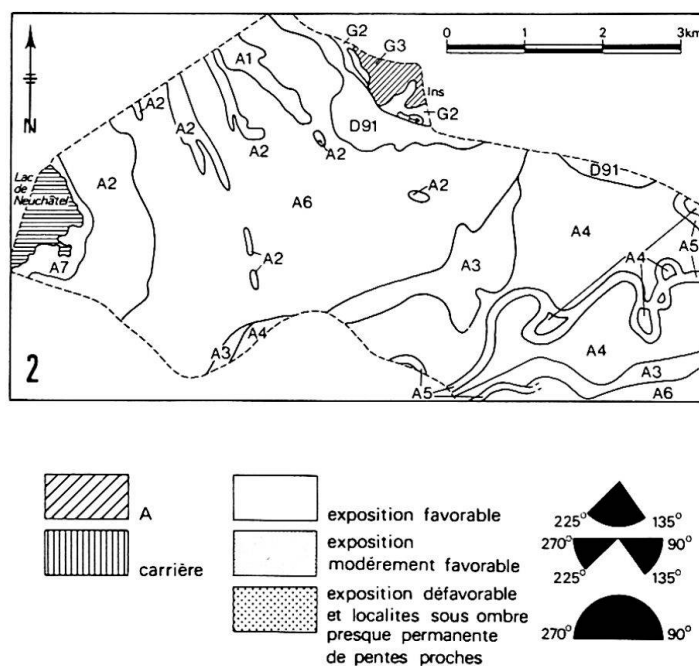 G2
G3
0 1 2 3km
A1
Ins
G2
N
A2
A2
A2
A2
D91
A2
Lac
de
Neuchâtel
A6
A2
D91
A4
A5
A7
A2
A3
A4
A3
A4
A4
A3
A5
A6
2
A
carrière
exposition favorable
exposition
modérement favorable
exposition défavorable
et localites sous ombre
presque permanente
de pentes proches
225° 135°
270° 90°
225° 135°
270° 90°